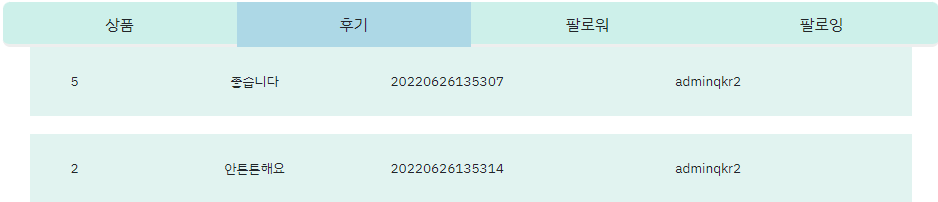 상품 후기 팔로워 팔로잉
5 좋습니다 20220626135307 adminqkr2
2 안튼튼해요 20220626135314 adminqkr2